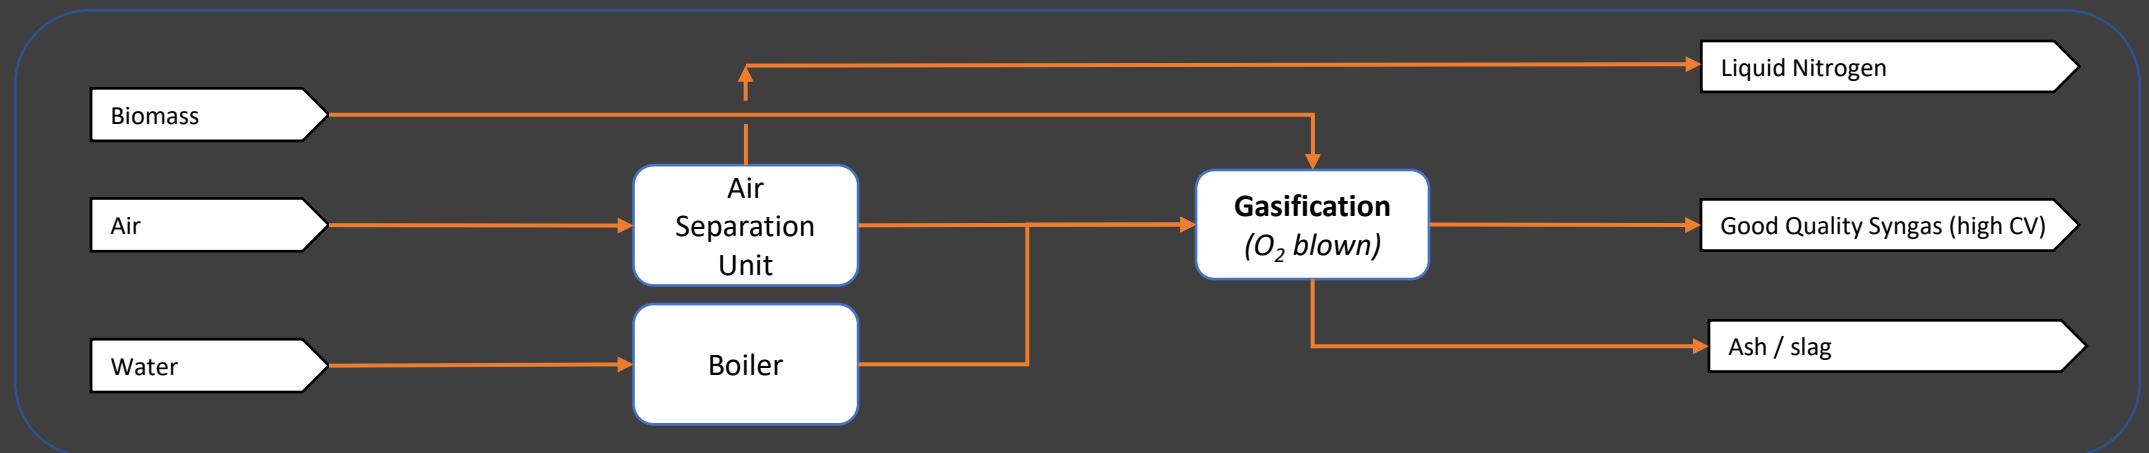 Liquid Nitrogen
Biomass
Air
Separation
Unit
Gasification
(O₂ blown)
Air
Good Quality Syngas (high CV)
Water
Boiler
Ash / slag